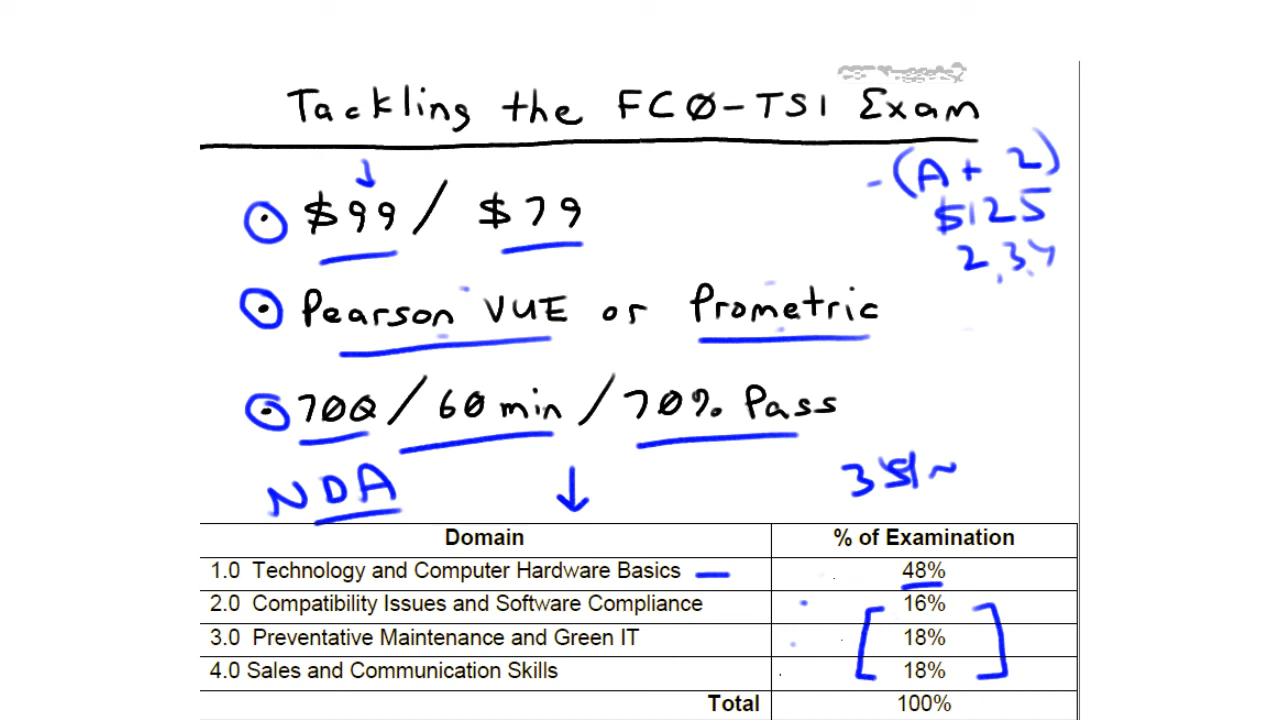 Tackling the FC0-TS1 Exam
- (A+ 2)
$99 / $79
$125
2,3,4
Pearson VUE or Prometric
700 / 60 min / 70% Pass
NDA
Domain % of Examination
1.0 Technology and Computer Hardware Basics 48%
2.0 Compatibility Issues and Software Compliance 16%
3.0 Preventative Maintenance and Green IT 18%
4.0 Sales and Communication Skills 18%
Total 100%